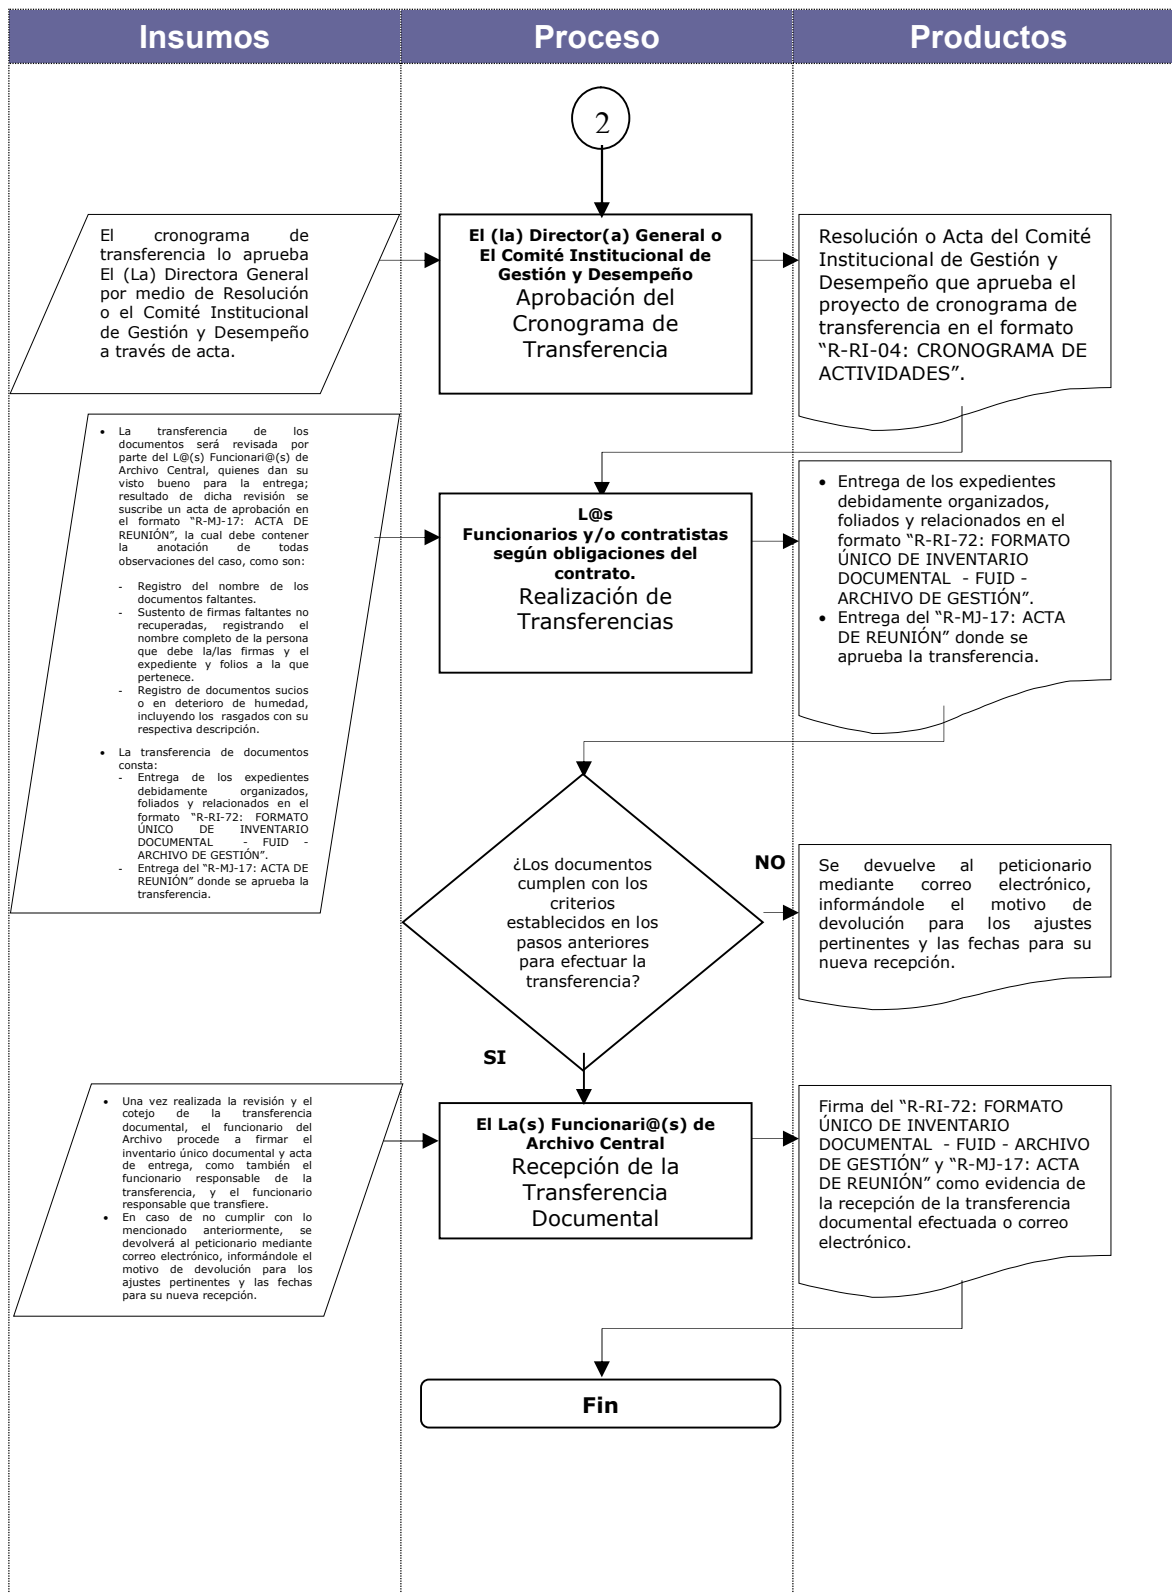 Insumos
Proceso
Productos
2
El cronograma de
transferencia lo aprueba
El (La) Directora General
por medio de Resolución
o el Comité Institucional
de Gestión y Desempeño
a través de acta.
El (la) Director(a) General o
El Comité Institucional de
Gestión y Desempeño
Aprobación del
Cronograma de
Transferencia
Resolución o Acta del Comité
Institucional de Gestión y
Desempeño que aprueba el
proyecto de cronograma de
transferencia en el formato
“R-RI-04: CRONOGRAMA DE
ACTIVIDADES”.
• La transferencia de los
documentos será revisada por
parte del L@(s) Funcionari@(s) de
Archivo Central, quienes dan su
visto bueno para la entrega;
resultado de dicha revisión se
suscribe un acta de aprobación en
el formato “R-MJ-17: ACTA DE
REUNIÓN”, la cual debe contener
la anotación de todas
observaciones del caso, como son:
- Registro del nombre de los
documentos faltantes.
- Sustento de firmas faltantes no
recuperadas, registrando el
nombre completo de la persona
que debe la/las firmas y el
expediente y folios a la que
pertenece.
- Registro de documentos sucios
o en deterioro de humedad,
incluyendo los rasgados con su
respectiva descripción.
• La transferencia de documentos
consta:
- Entrega de los expedientes
debidamente organizados,
foliados y relacionados en el
formato “R-RI-72: FORMATO
ÚNICO DE INVENTARIO
DOCUMENTAL - FUID -
ARCHIVO DE GESTIÓN”.
- Entrega del “R-MJ-17: ACTA DE
REUNIÓN” donde se aprueba la
transferencia.
L@s
Funcionarios y/o contratistas
según obligaciones del
contrato.
Realización de
Transferencias
• Entrega de los expedientes
debidamente organizados,
foliados y relacionados en el
formato “R-RI-72: FORMATO
ÚNICO DE INVENTARIO
DOCUMENTAL - FUID -
ARCHIVO DE GESTIÓN”.
• Entrega del “R-MJ-17: ACTA
DE REUNIÓN” donde se
aprueba la transferencia.
¿Los documentos
cumplen con los
criterios
establecidos en los
pasos anteriores
para efectuar la
transferencia?
NO
Se devuelve al peticionario
mediante correo electrónico,
informándole el motivo de
devolución para los ajustes
pertinentes y las fechas para su
nueva recepción.
SI
• Una vez realizada la revisión y el
cotejo de la transferencia
documental, el funcionario del
Archivo procede a firmar el
inventario único documental y acta
de entrega, como también el
funcionario responsable de la
transferencia, y el funcionario
responsable que transfiere.
• En caso de no cumplir con lo
mencionado anteriormente, se
devolverá al peticionario mediante
correo electrónico, informándole el
motivo de devolución para los
ajustes pertinentes y las fechas
para su nueva recepción.
El La(s) Funcionari@(s) de
Archivo Central
Recepción de la
Transferencia
Documental
Firma del “R-RI-72: FORMATO
ÚNICO DE INVENTARIO
DOCUMENTAL - FUID - ARCHIVO
DE GESTIÓN” y “R-MJ-17: ACTA
DE REUNIÓN” como evidencia de
la recepción de la transferencia
documental efectuada o correo
electrónico.
Fin